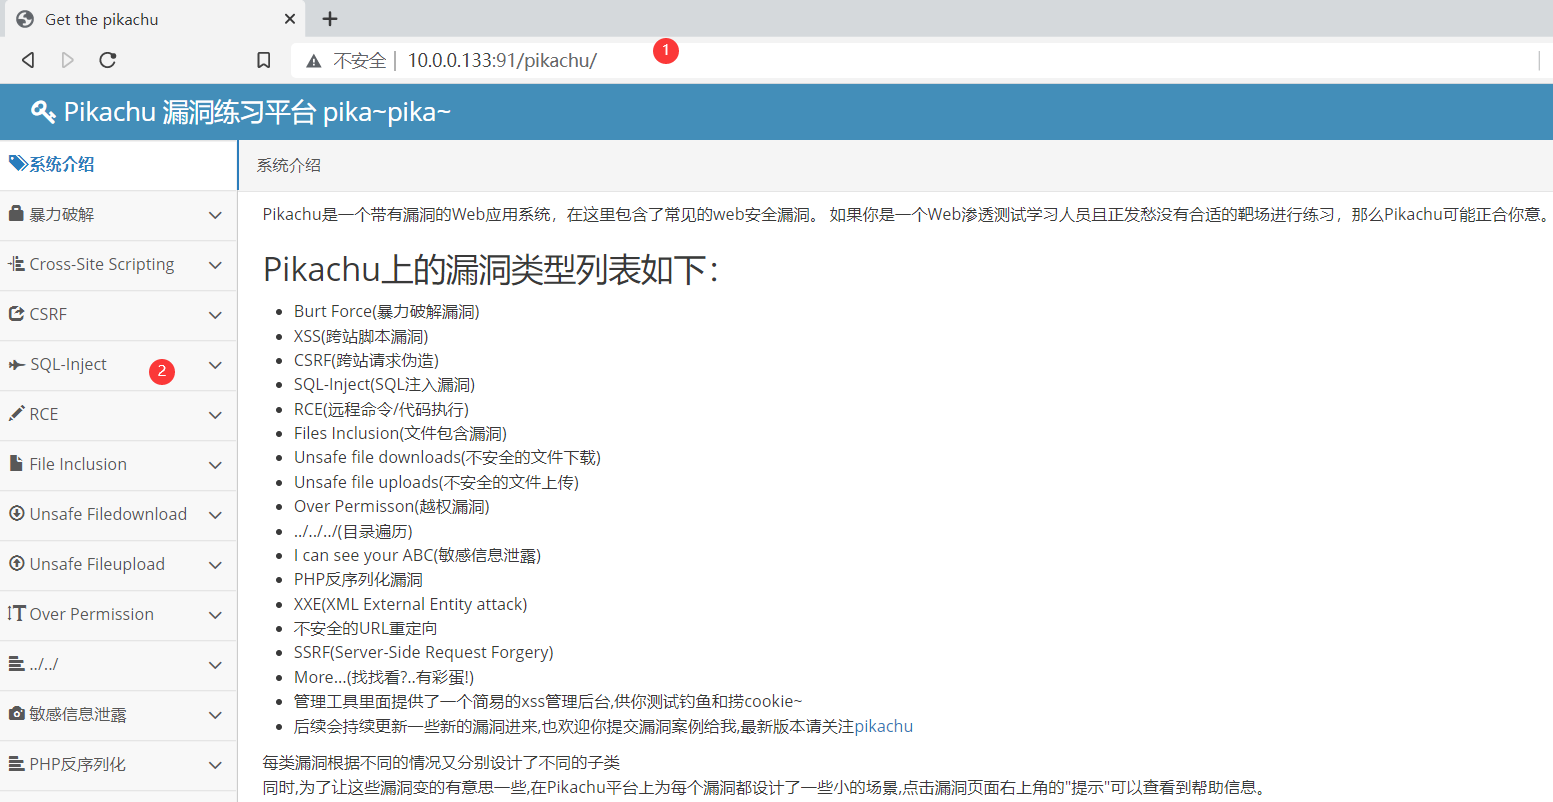 Get the pikachu
不安全 | 10.0.0.133:91/pikachu/
1
Pikachu 漏洞练习平台 pika~pika~
系统介绍
暴力破解
Cross-Site Scripting
CSRF
SQL-Inject
2
RCE
File Inclusion
Unsafe Filedownload
Unsafe Fileupload
Over Permission
../../
敏感信息泄露
PHP反序列化
系统介绍
Pikachu是一个带有漏洞的Web应用系统，在这里包含了常见的web安全漏洞。 如果你是一个Web渗透测试学习人员且正发愁没有合适的靶场进行练习，那么Pikachu可能正合你意。
Pikachu上的漏洞类型列表如下：
Burt Force(暴力破解漏洞)
XSS(跨站脚本漏洞)
CSRF(跨站请求伪造)
SQL-Inject(SQL注入漏洞)
RCE(远程命令/代码执行)
Files Inclusion(文件包含漏洞)
Unsafe file downloads(不安全的文件下载)
Unsafe file uploads(不安全的文件上传)
Over Permisson(越权漏洞)
../../../(目录遍历)
I can see your ABC(敏感信息泄露)
PHP反序列化漏洞
XXE(XML External Entity attack)
不安全的URL重定向
SSRF(Server-Side Request Forgery)
More...(找找看?..有彩蛋!)
管理工具里面提供了一个简易的xss管理后台,供你测试钓鱼和捞cookie~
后续会持续更新一些新的漏洞进来,也欢迎你提交漏洞案例给我,最新版本请关注pikachu
每类漏洞根据不同的情况又分别设计了不同的子类
同时,为了让这些漏洞变的有意思一些,在Pikachu平台上为每个漏洞都设计了一些小的场景,点击漏洞页面右上角的"提示"可以查看到帮助信息。